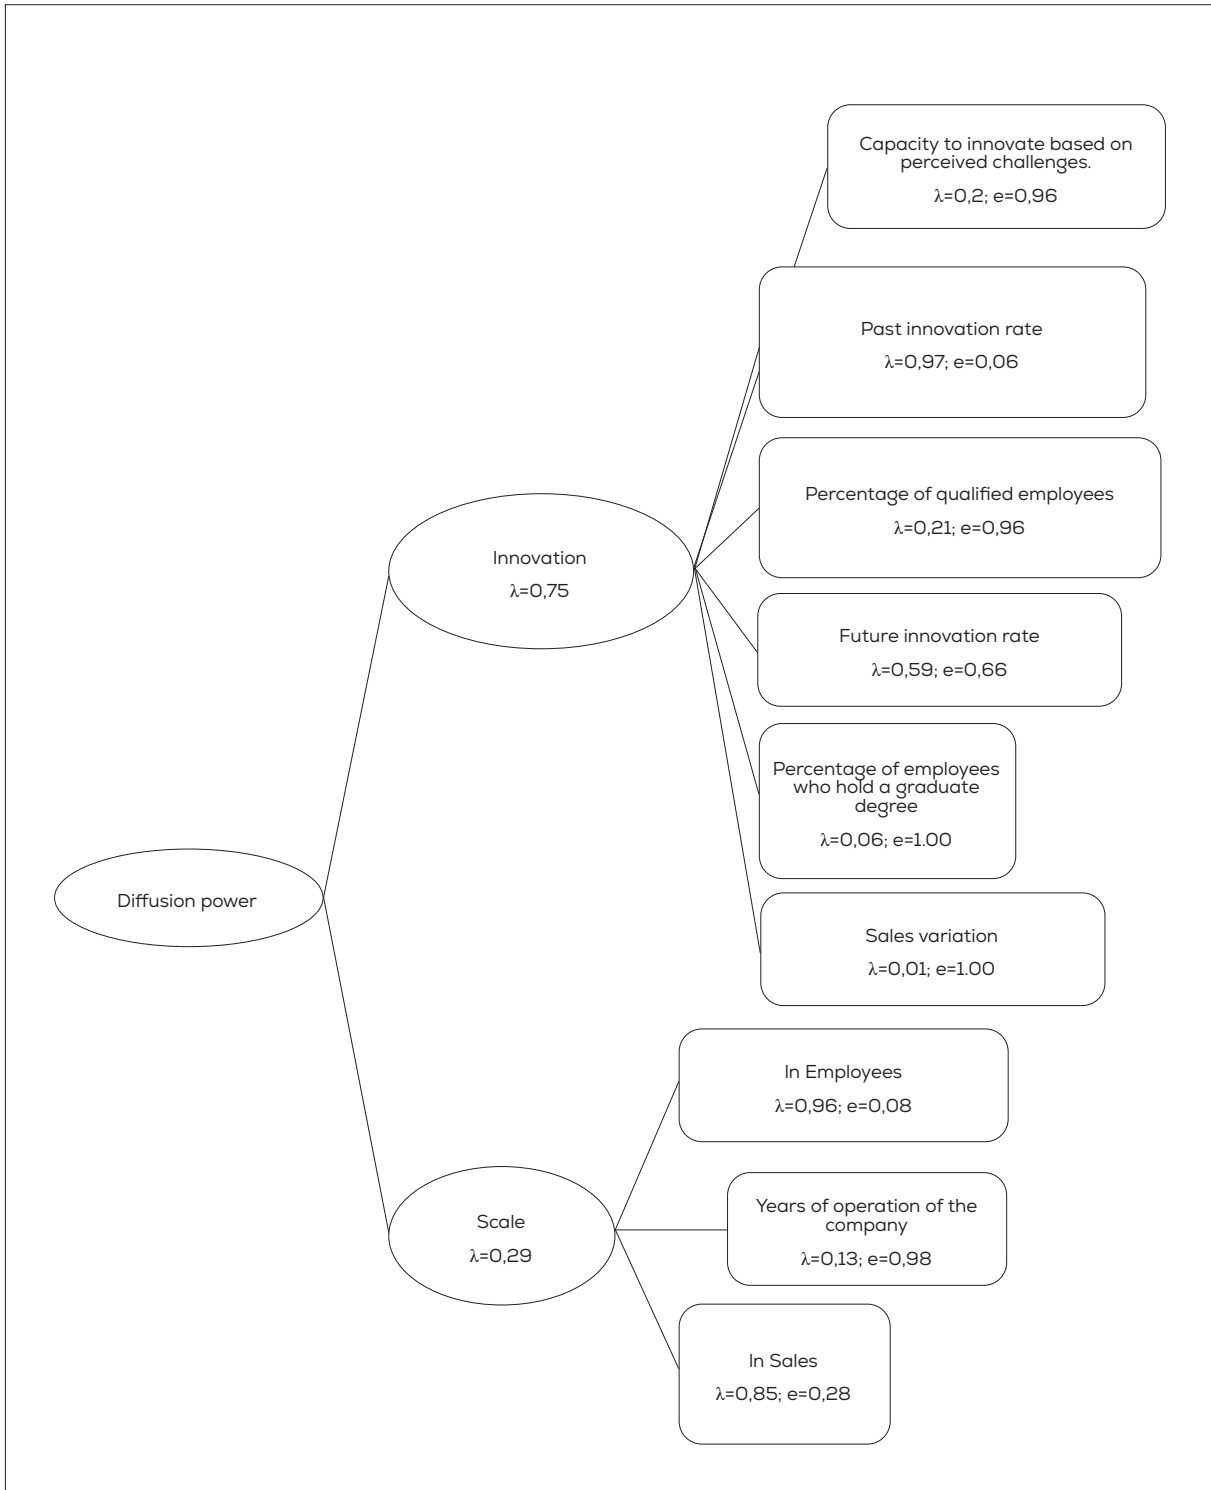 Capacity to innovate based on
perceived challenges.
λ=0,2; e=0,96
Past innovation rate
λ=0,97; e=0,06
Percentage of qualified employees
λ=0,21; e=0,96
Innovation
λ=0,75
Future innovation rate
λ=0,59; e=0,66
Percentage of employees
who hold a graduate
degree
λ=0,06; e=1.00
Diffusion power
Sales variation
λ=0,01; e=1.00
In Employees
λ=0,96; e=0,08
Scale
λ=0,29
Years of operation of the
company
λ=0,13; e=0,98
In Sales
λ=0,85; e=0,28